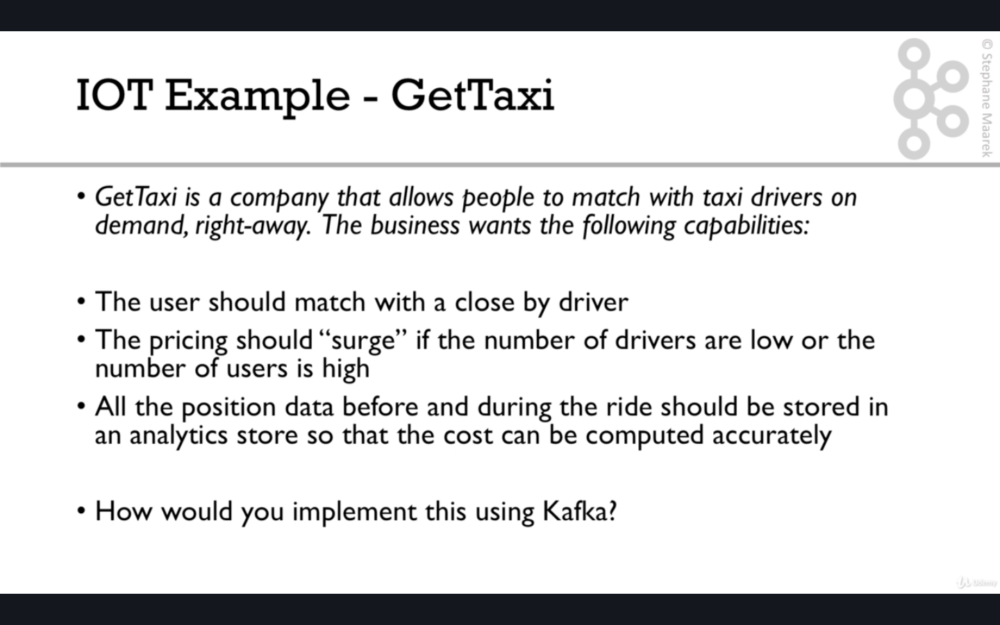 IOT Example - GetTaxi
© Stephane Maarek
• GetTaxi is a company that allows people to match with taxi drivers on
demand, right-away. The business wants the following capabilities:
• The user should match with a close by driver
• The pricing should “surge” if the number of drivers are low or the
number of users is high
• All the position data before and during the ride should be stored in
an analytics store so that the cost can be computed accurately
• How would you implement this using Kafka?
Udemy